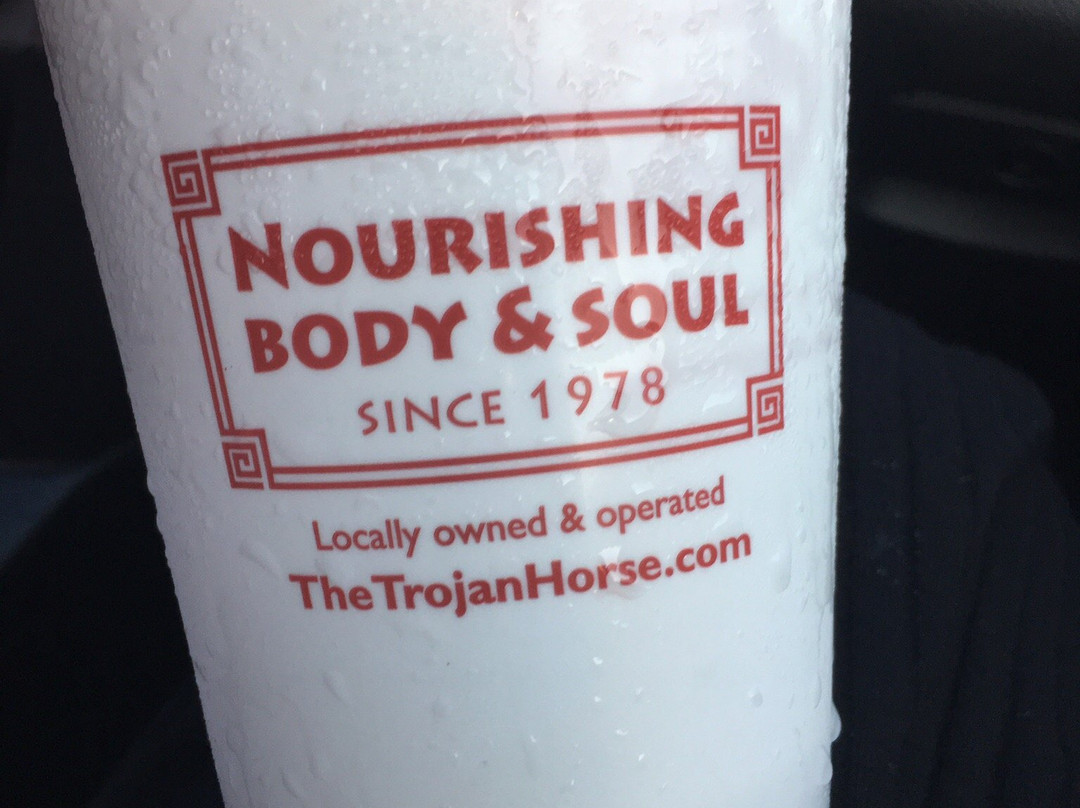 NOURISHING
BODY & SOUL
SINCE 1978
Locally owned & operated
TheTrojanHorse.com